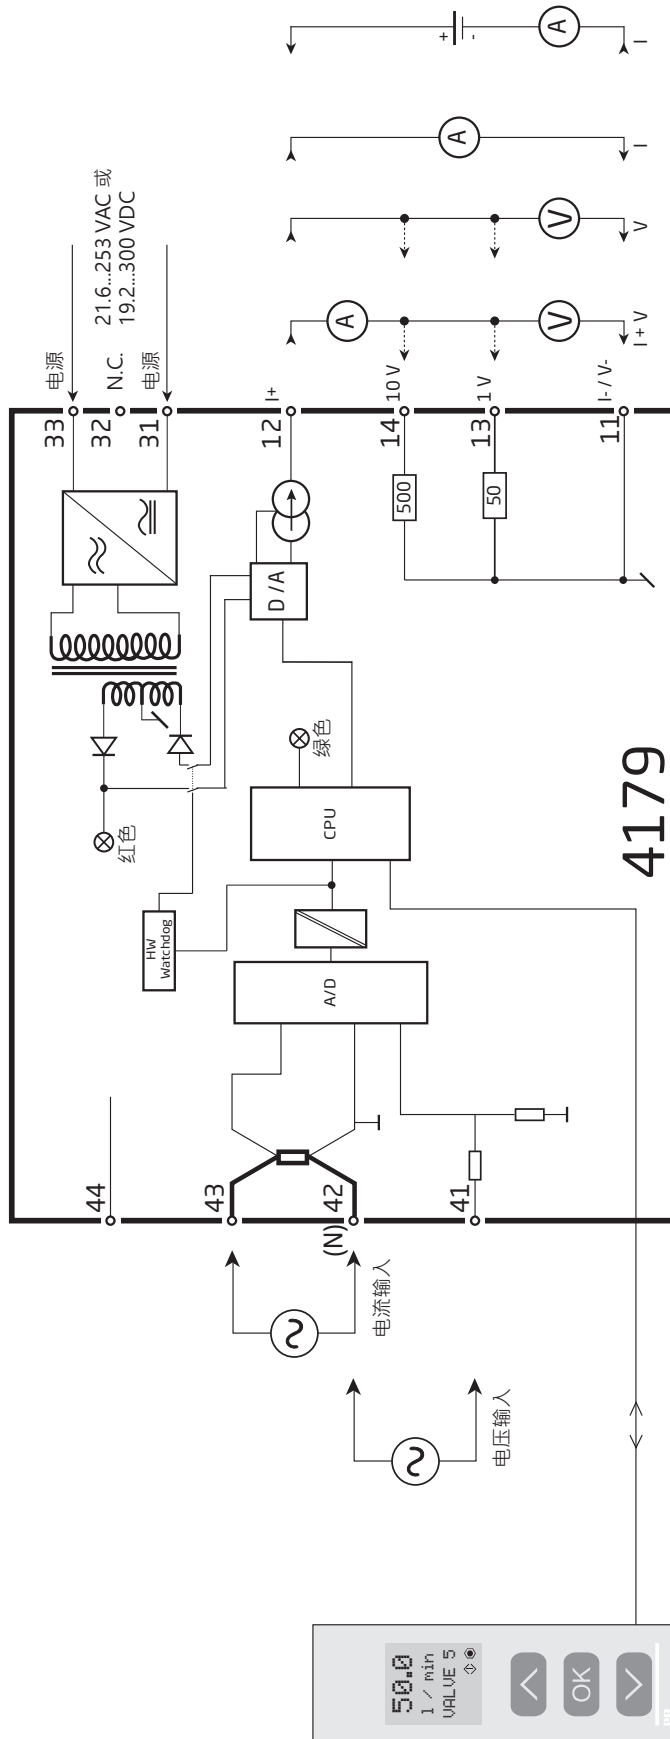 44
43
42
(N)
41
电流输入
电压输入
HW
Watchdog
红色
A/D
CPU
绿色
D/A
500
50
4179
33
32
31
12
14
13
11
电源
N.C.
电源
21.6...253 VAC 或
19.2...300 VDC
I+
10 V
1 V
I- / V-
A
V
I + V
V
V
A
I
+
-
A
I
50.0
l / min
VALVE 5
OK